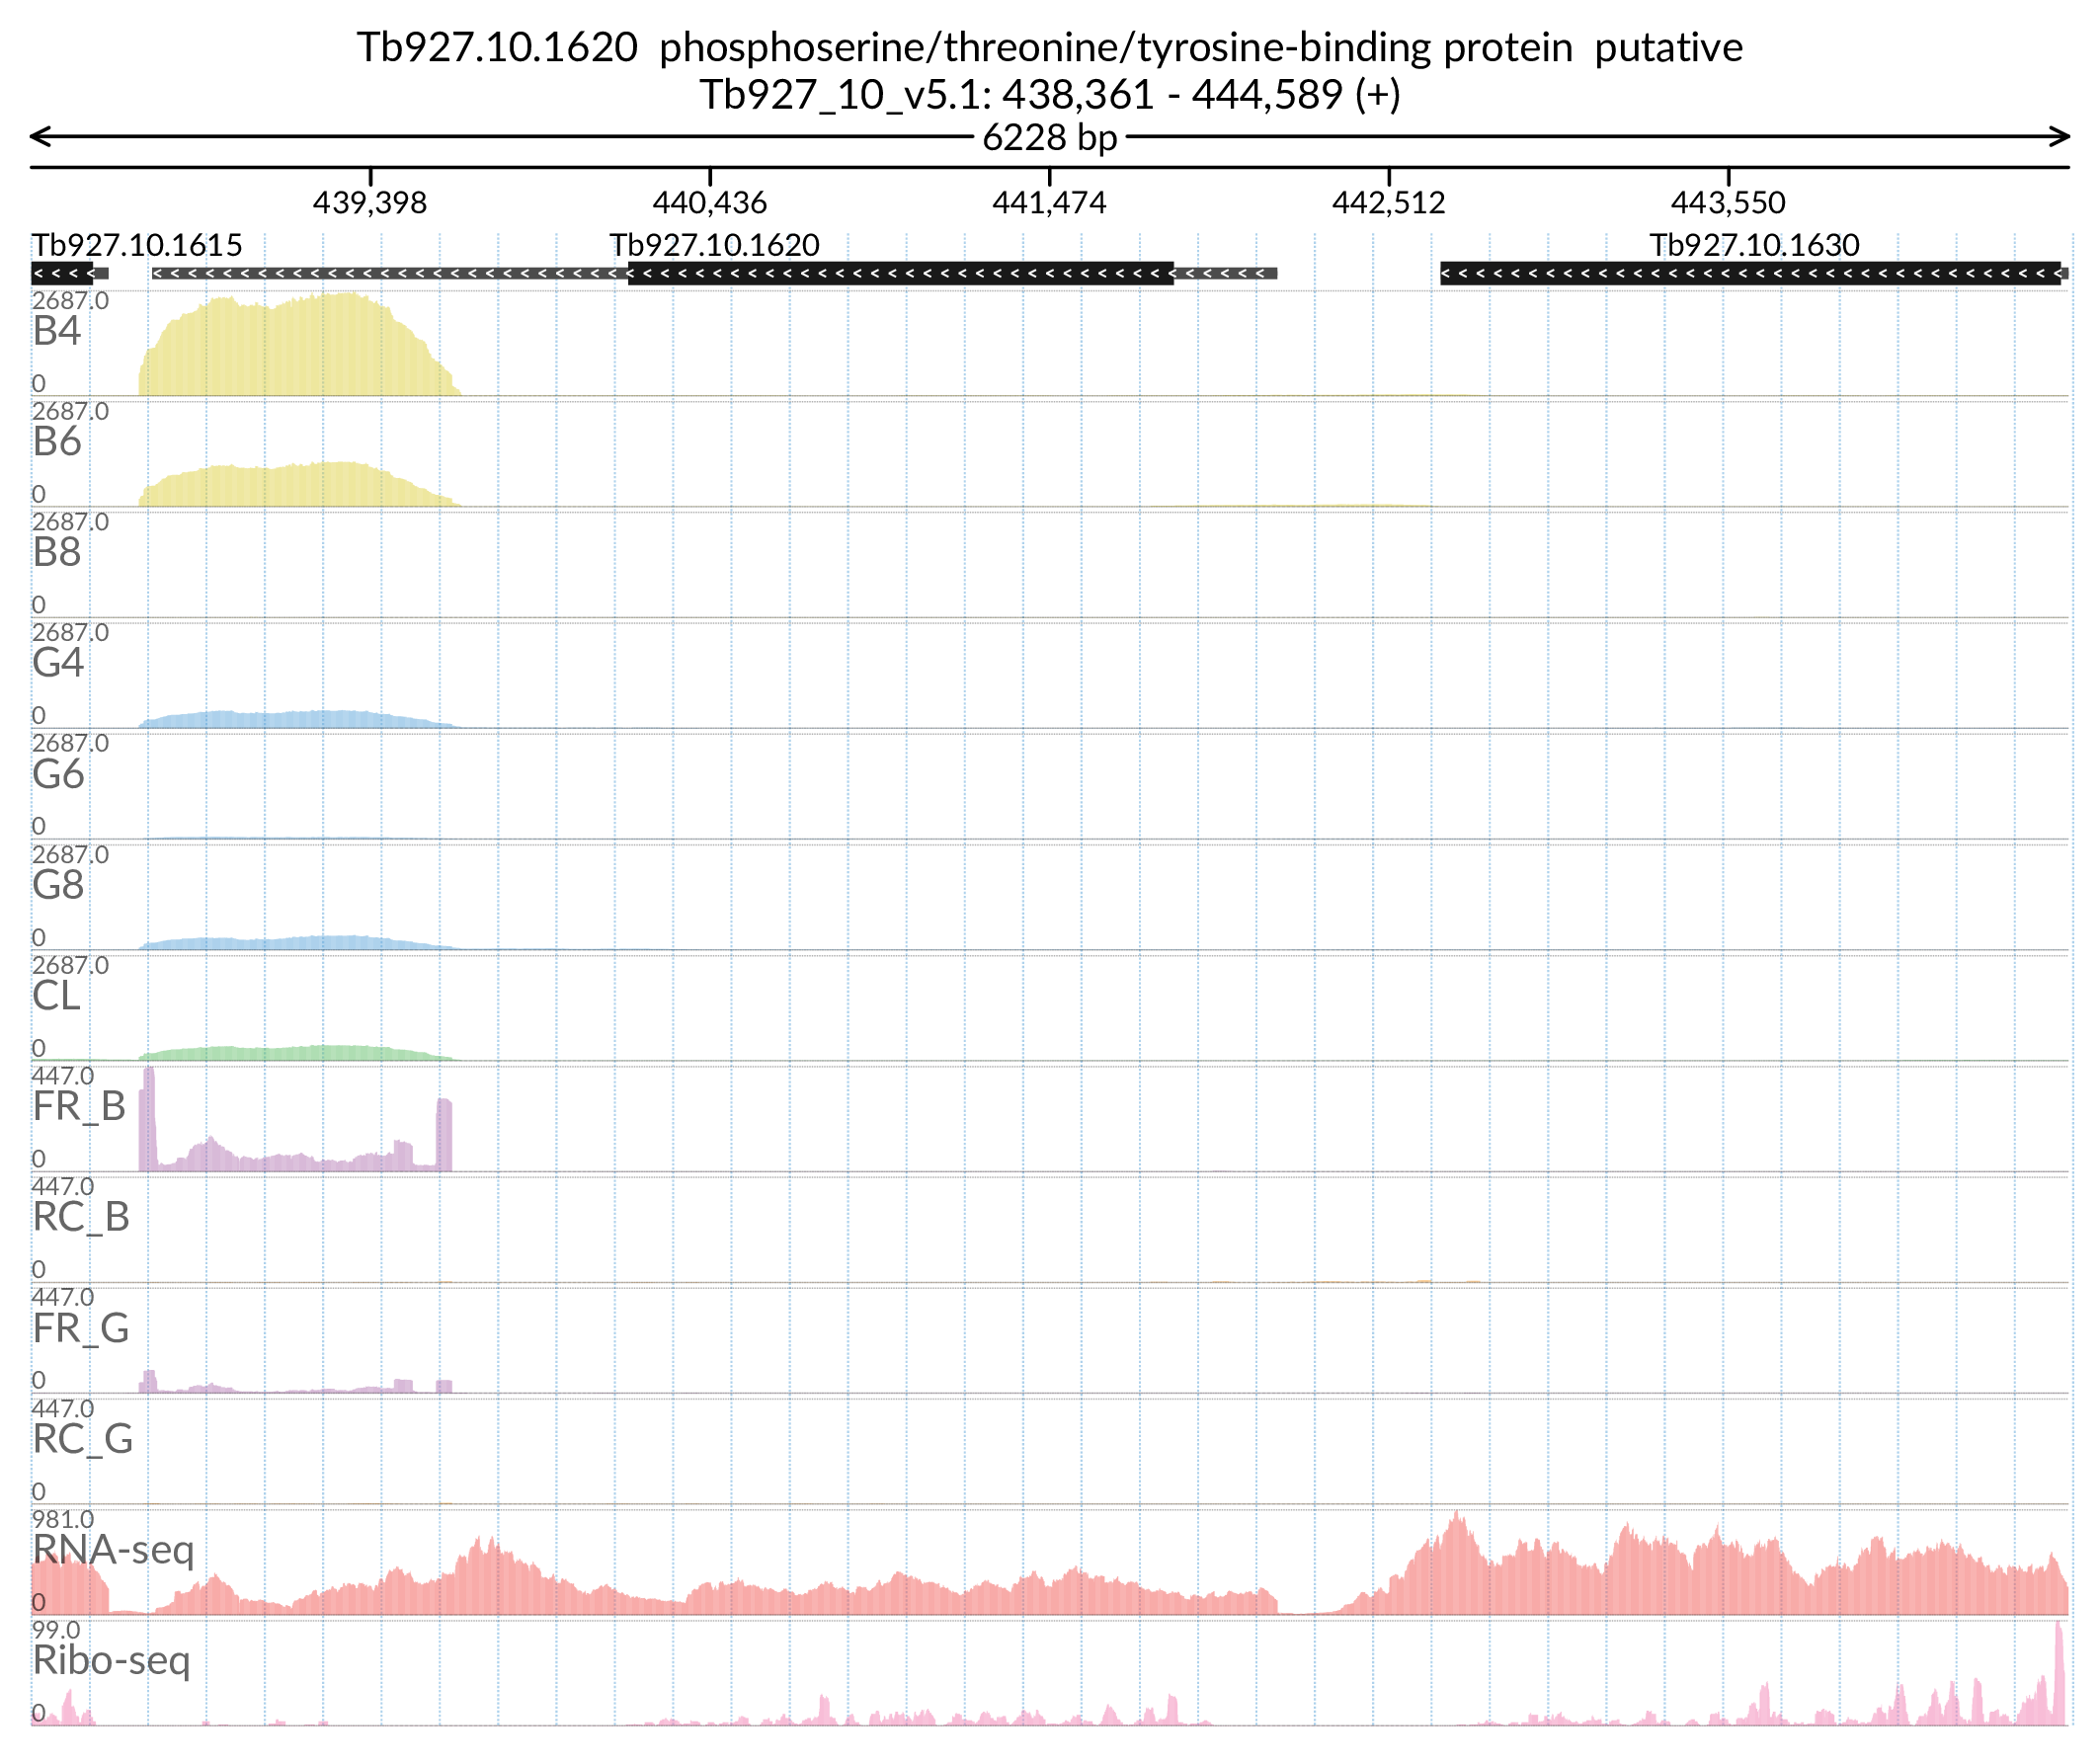 Tb927.10.1620  phosphoserine/threonine/tyrosine-binding protein  putative
Tb927_10_v5.1: 438,361 - 444,589 (+)
6228 bp
439,398 440,436 441,474 442,512 443,550
Tb927.10.1615 Tb927.10.1620 Tb927.10.1630
2687.0
B4
0
2687.0
B6
0
2687.0
B8
0
2687.0
G4
0
2687.0
G6
0
2687.0
G8
0
2687.0
CL
0
447.0
FR_B
0
447.0
RC_B
0
447.0
FR_G
0
447.0
RC_G
0
981.0
RNA-seq
0
99.0
Ribo-seq
0